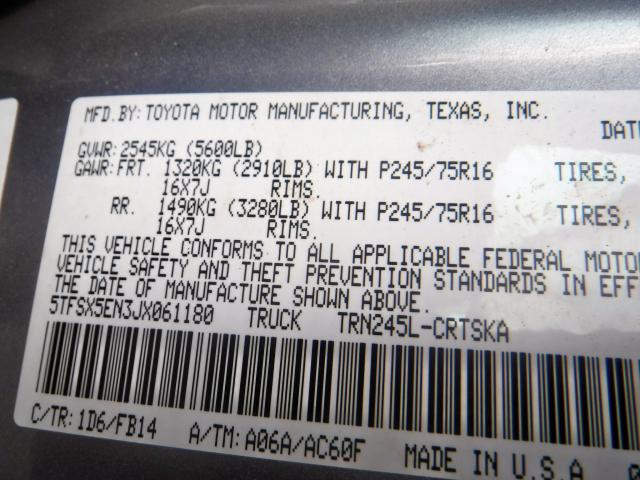 MFD.BY: TOYOTA MOTOR MANUFACTURING, TEXAS, INC.
DATE
GVWR: 2545KG (5600LB)
GAWR: FRT. 1320KG (2910LB) WITH P245/75R16 TIRES,
16X7J RIMS.
RR. 1490KG (3280LB) WITH P245/75R16 TIRES,
16X7J RIMS.
THIS VEHICLE CONFORMS TO ALL APPLICABLE FEDERAL MOTO
VEHICLE SAFETY AND THEFT PREVENTION STANDARDS IN EFF
THE DATE OF MANUFACTURE SHOWN ABOVE.
5TFSX5EN3JX061180 TRUCK TRN245L-CRTSKA
C/TR: 1D6/FB14 A/TM: A06A/AC60F MADE IN U.S.A